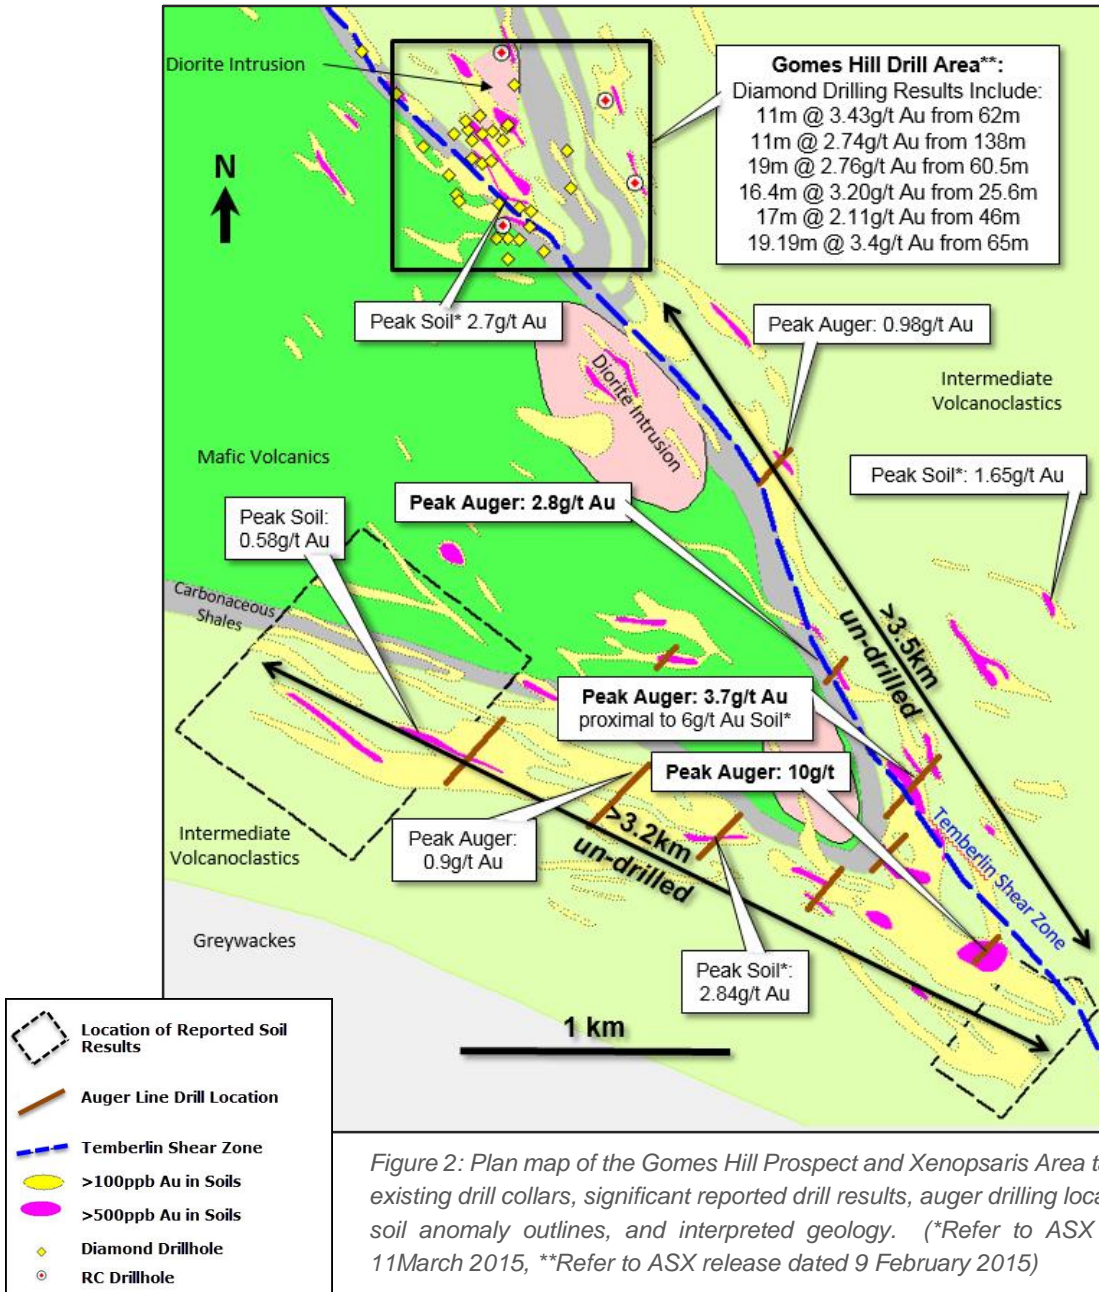 Diorite Intrusion
Gomes Hill Drill Area**:
Diamond Drilling Results Include:
11m @ 3.43g/t Au from 62m
11m @ 2.74g/t Au from 138m
19m @ 2.76g/t Au from 60.5m
16.4m @ 3.20g/t Au from 25.6m
17m @ 2.11g/t Au from 46m
19.19m @ 3.4g/t Au from 65m
N
Peak Soil* 2.7g/t Au
Peak Auger: 0.98g/t Au
Diorite Intrusion
Intermediate
Volcanoclastics
Mafic Volcanics
Peak Soil*: 1.65g/t Au
Peak Auger: 2.8g/t Au
Peak Soil:
0.58g/t Au
Carbonaceous
Shales
>3.5km
un-drilled
Peak Auger: 3.7g/t Au
proximal to 6g/t Au Soil*
Peak Auger: 10g/t
Temberlin Shear Zone
Intermediate
Volcanoclastics
Peak Auger:
0.9g/t Au
>3.2km
un-drilled
Greywackes
Peak Soil*:
2.84g/t Au
1 km
Location of Reported Soil
Results
Auger Line Drill Location
Temberlin Shear Zone
>100ppb Au in Soils
>500ppb Au in Soils
Diamond Drillhole
RC Drillhole
Figure 2: Plan map of the Gomes Hill Prospect and Xenopsaris Area
existing drill collars, significant reported drill results, auger drilling
soil anomaly outlines, and interpreted geology. (*Refer to ASX
11March 2015, **Refer to ASX release dated 9 February 2015)